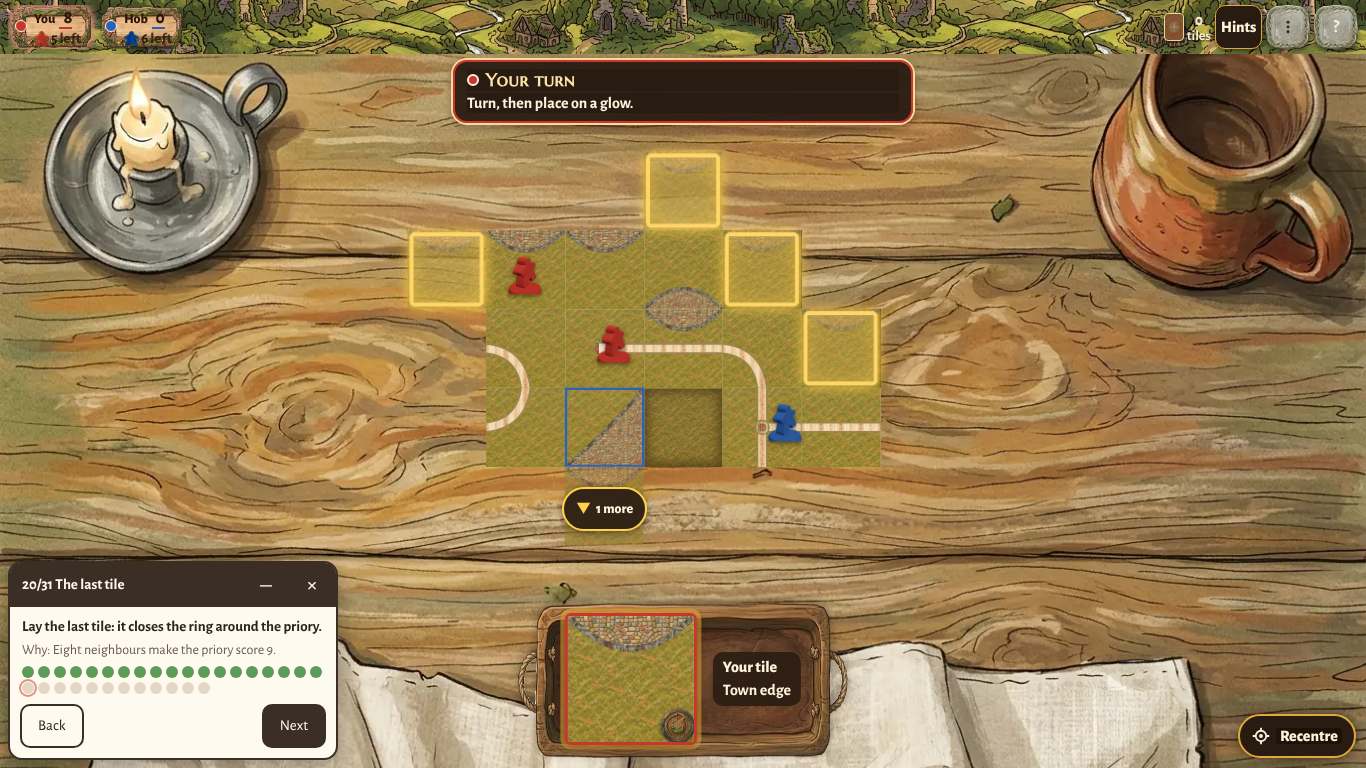 You 8
5 left
Hob 0
6 left
0
tiles
Hints
?
Your turn
Turn, then place on a glow.
1 more
20/31 The last tile
Lay the last tile: it closes the ring around the priory.
Why: Eight neighbours make the priory score 9.
Back
Next
Your tile
Town edge
Recentre